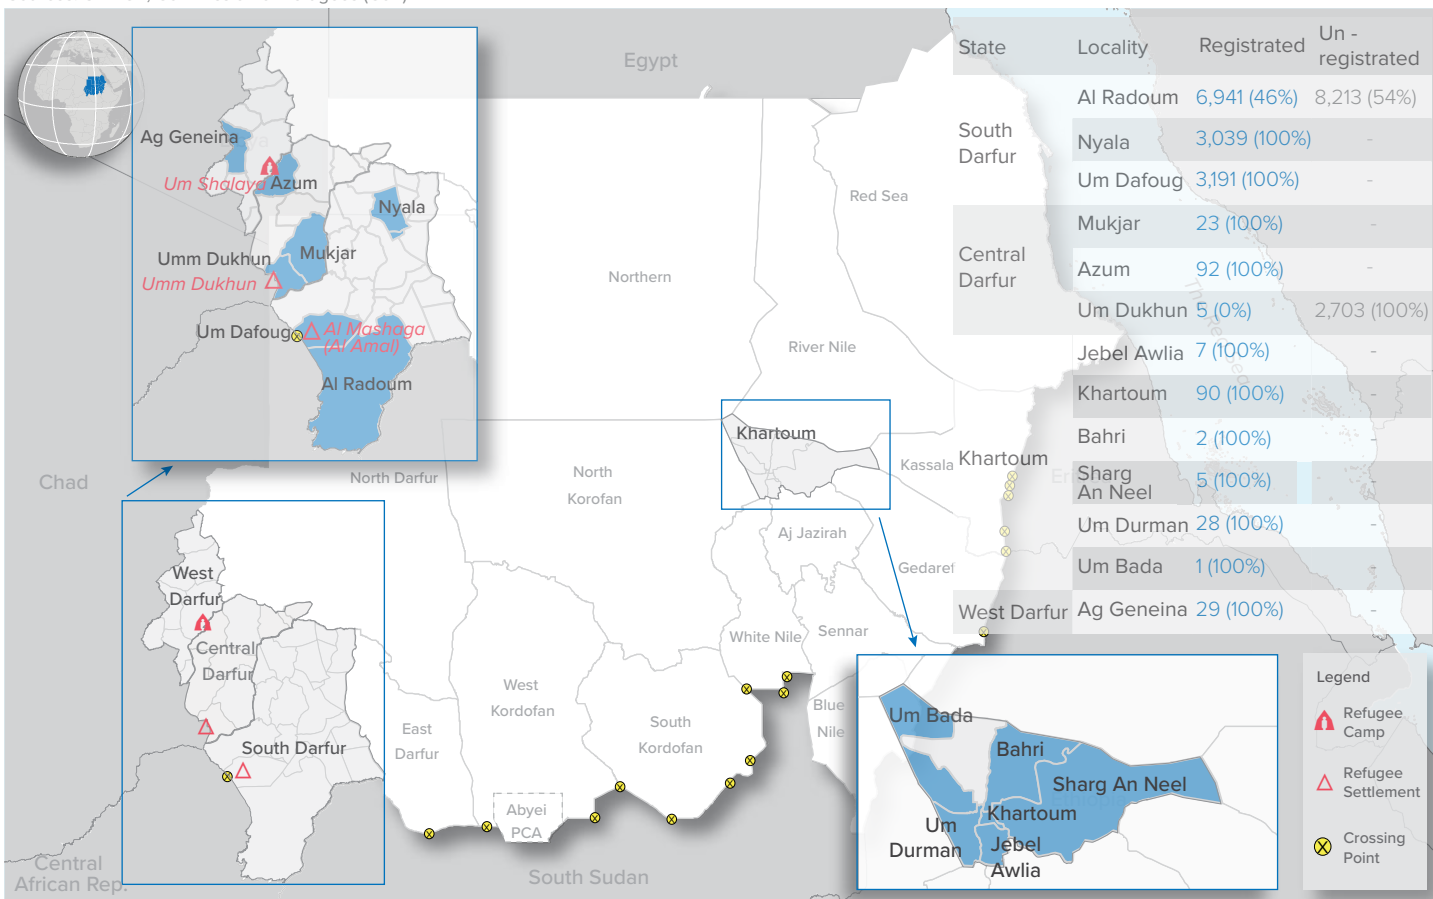 Egypt
Ag Geneina
Um Shalaya
Azum
Nyala
Mukjar
Umm Dukhun
Umm Dukhun
Um Dafoug
Al Mashaga
(Al Amal)
Al Radoum
Red Sea
Northern
River Nile
Khartoum
Kassala
North Darfur
North
Korofan
Aj Jazirah
Gedaref
Chad
West
Darfur
Central
Darfur
South Darfur
White Nile
Sennar
West
Kordofan
South
Kordofan
East
Darfur
Blue
Nile
Abyei
PCA
Central
African Rep.
South Sudan
The Red Sea
State Locality Registrated Un -
registrated
South
Darfur
Al Radoum 6,941 (46%) 8,213 (54%)
Nyala 3,039 (100%) -
Um Dafoug 3,191 (100%) -
Central
Darfur
Mukjar 23 (100%) -
Azum 92 (100%) -
Um Dukhun 5 (0%) 2,703 (100%)
Khartoum
Jebel Awlia 7 (100%) -
Khartoum 90 (100%) -
Bahri 2 (100%) -
Sharg
An Neel 5 (100%) -
Um Durman 28 (100%) -
Um Bada 1 (100%) -
West Darfur Ag Geneina 29 (100%) -
Um Bada
Bahri
Sharg An Neel
Ethiopia
Khartoum
Um
Durman
Jebel
Awlia
Legend
Refugee
Camp
Refugee
Settlement
Crossing
Point